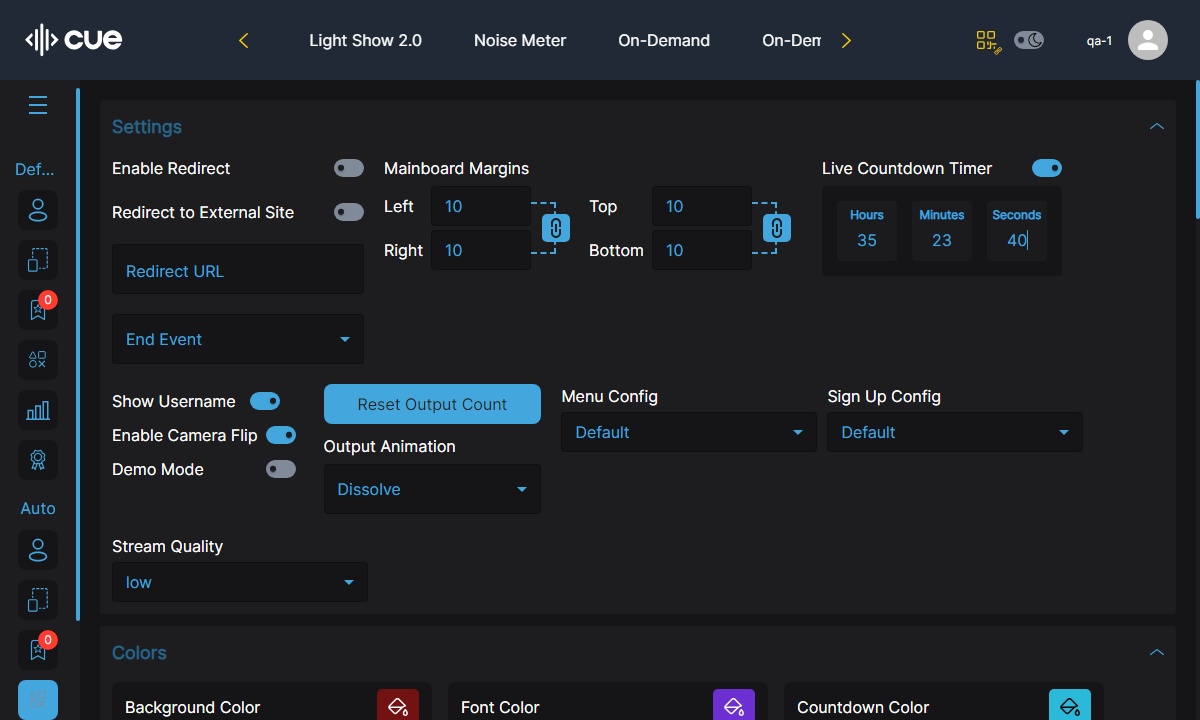 cue
Light Show 2.0
Noise Meter
On-Demand
On-Dem
qa-1
Def...
0
Auto
0
Settings
Enable Redirect
Redirect to External Site
Redirect URL
End Event
Mainboard Margins
Left 10
Right 10
Top 10
Bottom 10
Live Countdown Timer
Hours Minutes Seconds
35 23 40
Show Username
Enable Camera Flip
Demo Mode
Reset Output Count
Output Animation
Dissolve
Menu Config
Default
Sign Up Config
Default
Stream Quality
low
Colors
Background Color
Font Color
Countdown Color